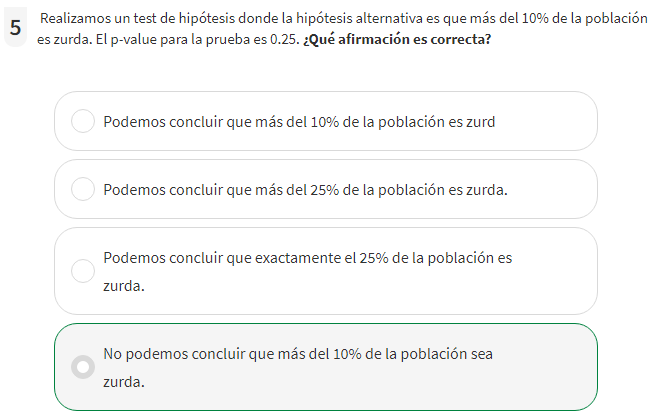 5
Realizamos un test de hipótesis donde la hipótesis alternativa es que más del 10% de la población
es zurda. El p-value para la prueba es 0.25. ¿Qué afirmación es correcta?
Podemos concluir que más del 10% de la población es zurd
Podemos concluir que más del 25% de la población es zurda.
Podemos concluir que exactamente el 25% de la población es
zurda.
No podemos concluir que más del 10% de la población sea
zurda.